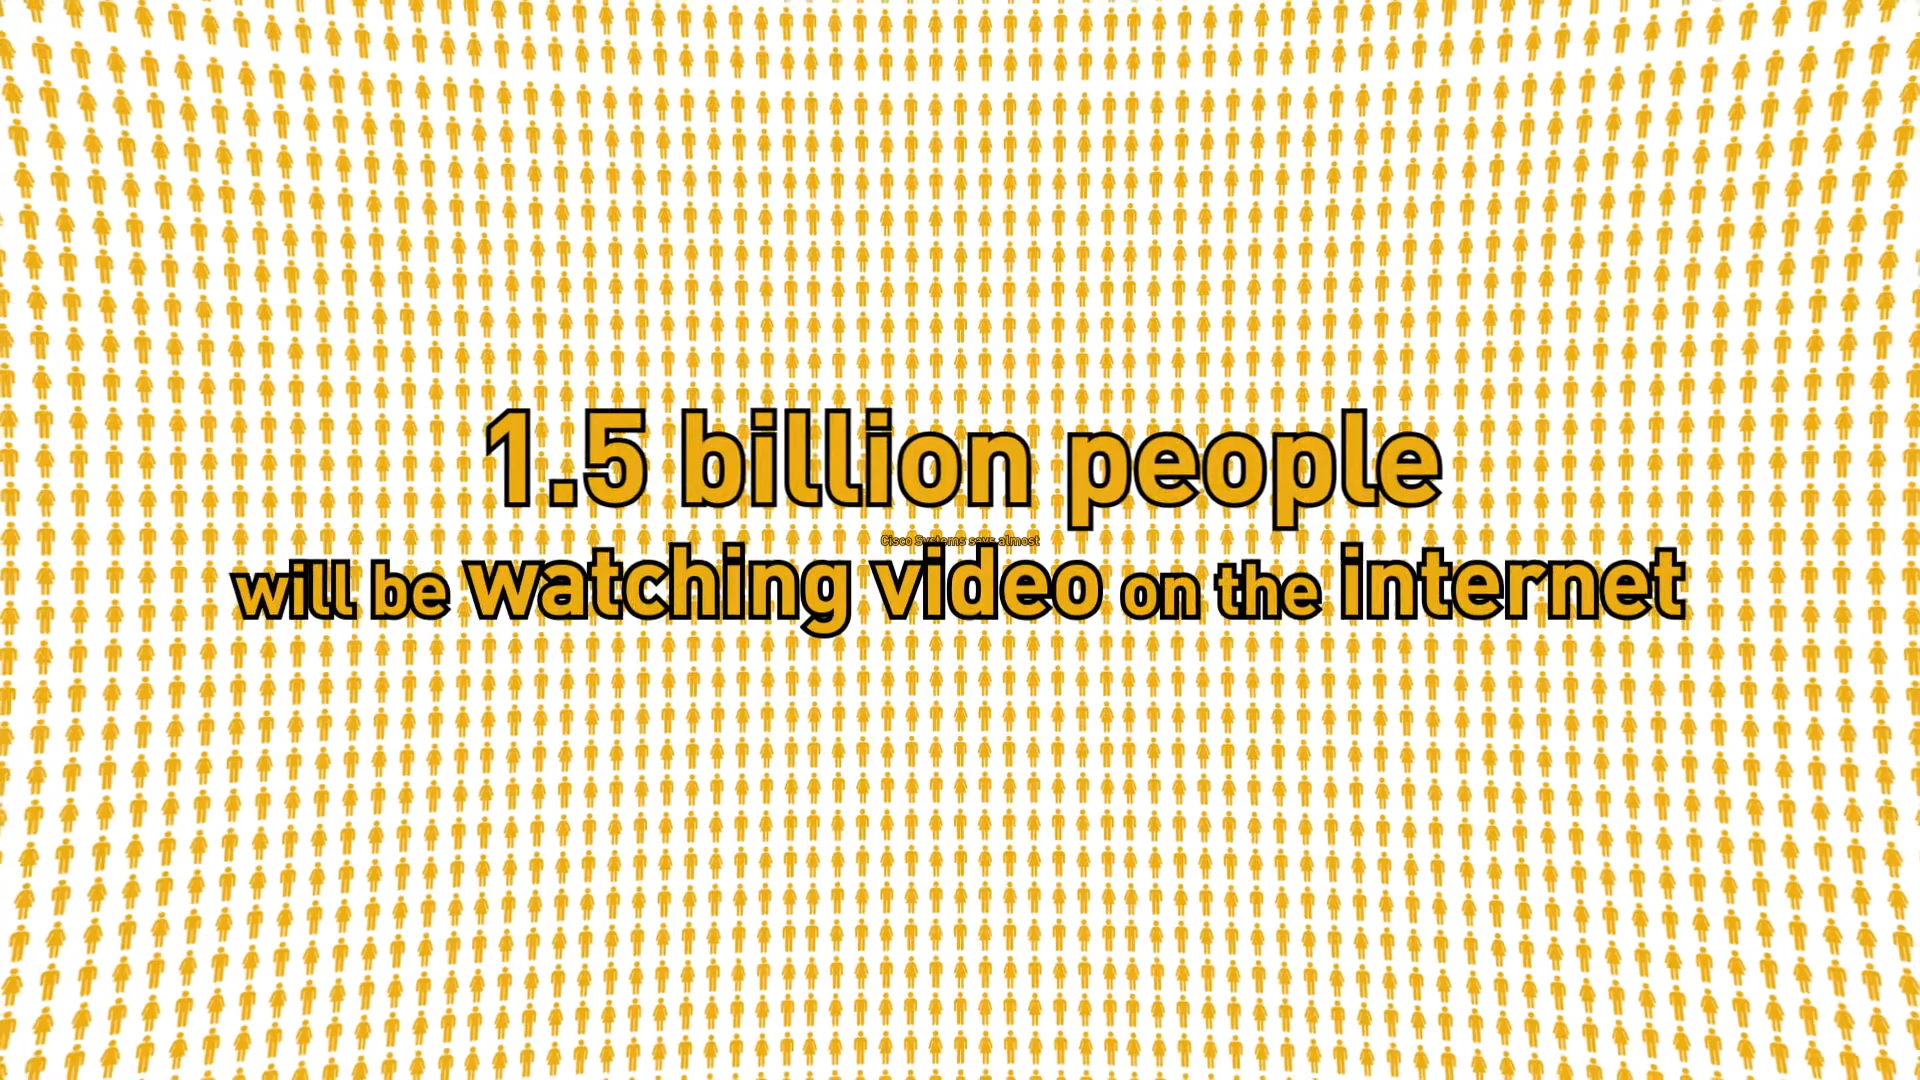 1.5 billion people
Cisco Systems says almost
will be watching video on the internet